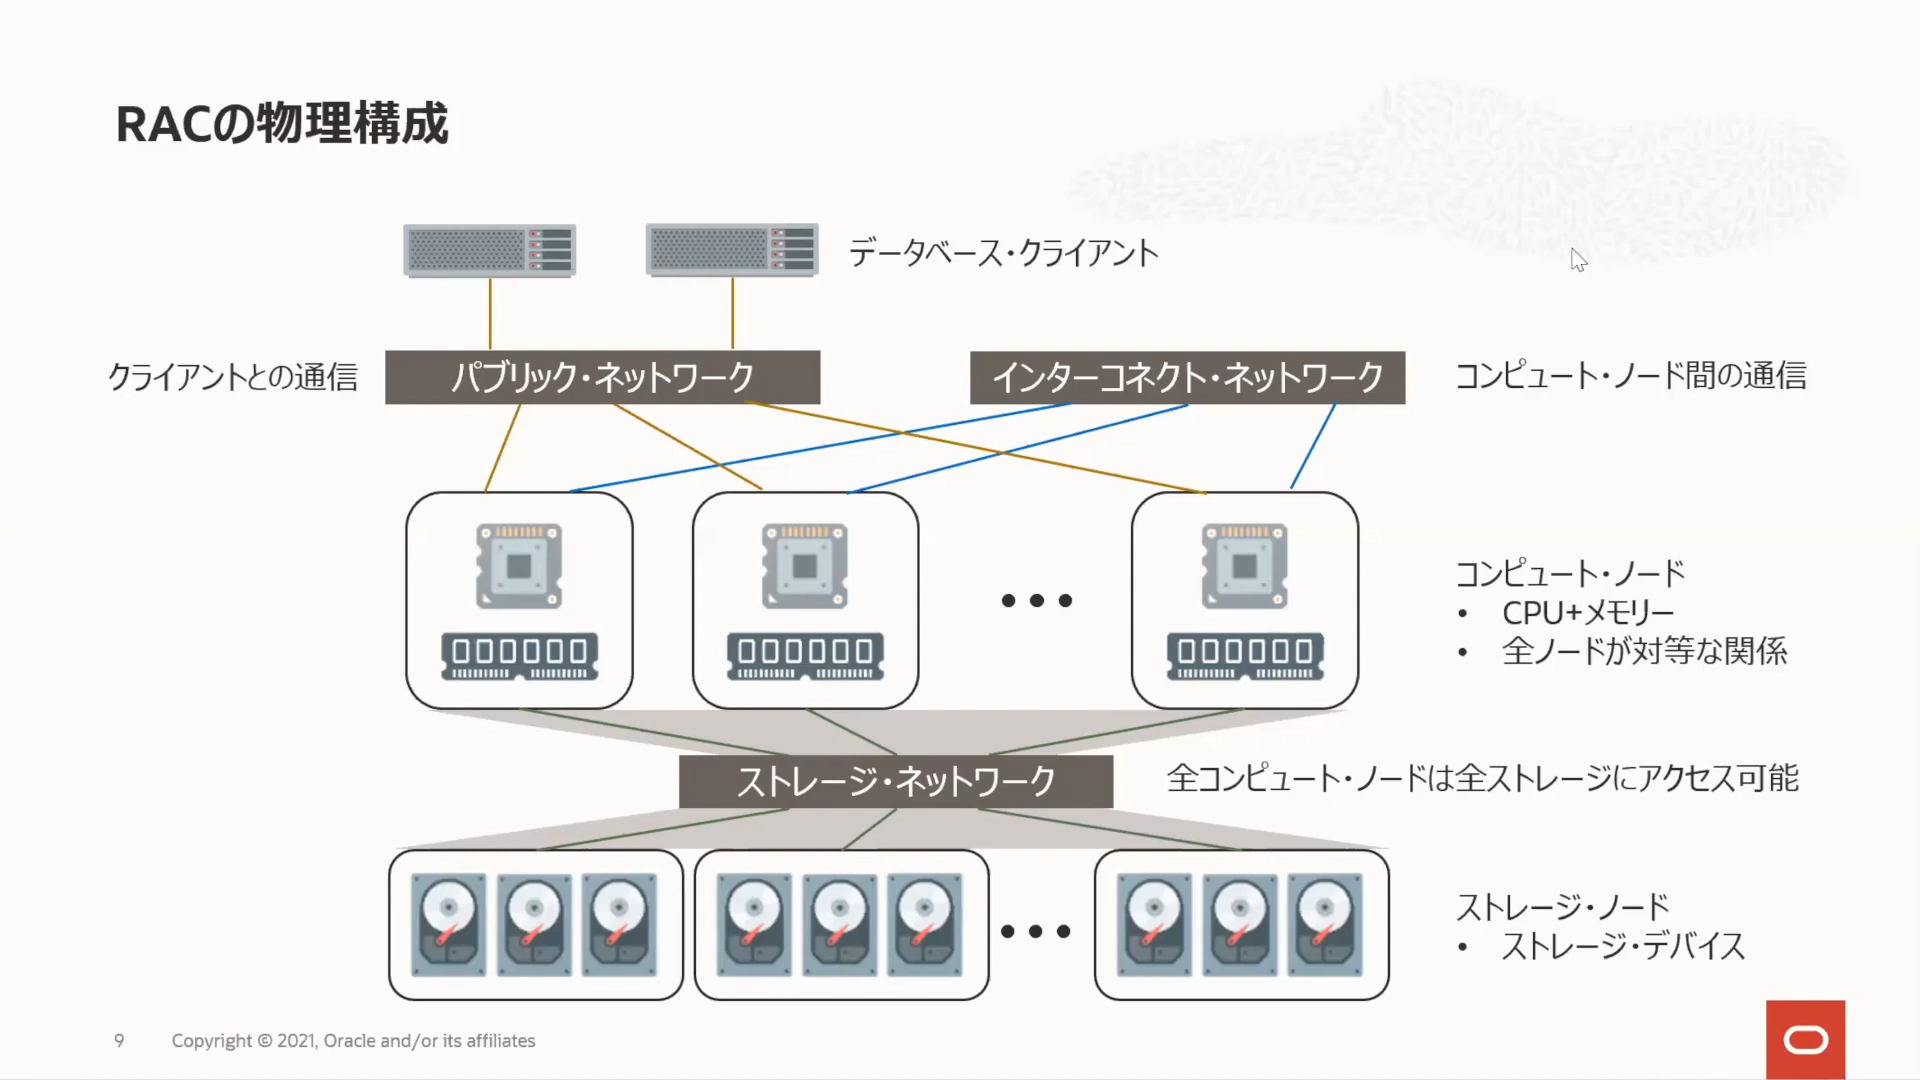 RACの物理構成
データベース・クライアント
クライアントとの通信
パブリック・ネットワーク
インターコネクト・ネットワーク
コンピュート・ノード間の通信
コンピュート・ノード
• CPU+メモリー
• 全ノードが対等な関係
ストレージ・ネットワーク
全コンピュート・ノードは全ストレージにアクセス可能
ストレージ・ノード
• ストレージ・デバイス
9
Copyright © 2021, Oracle and/or its affiliates